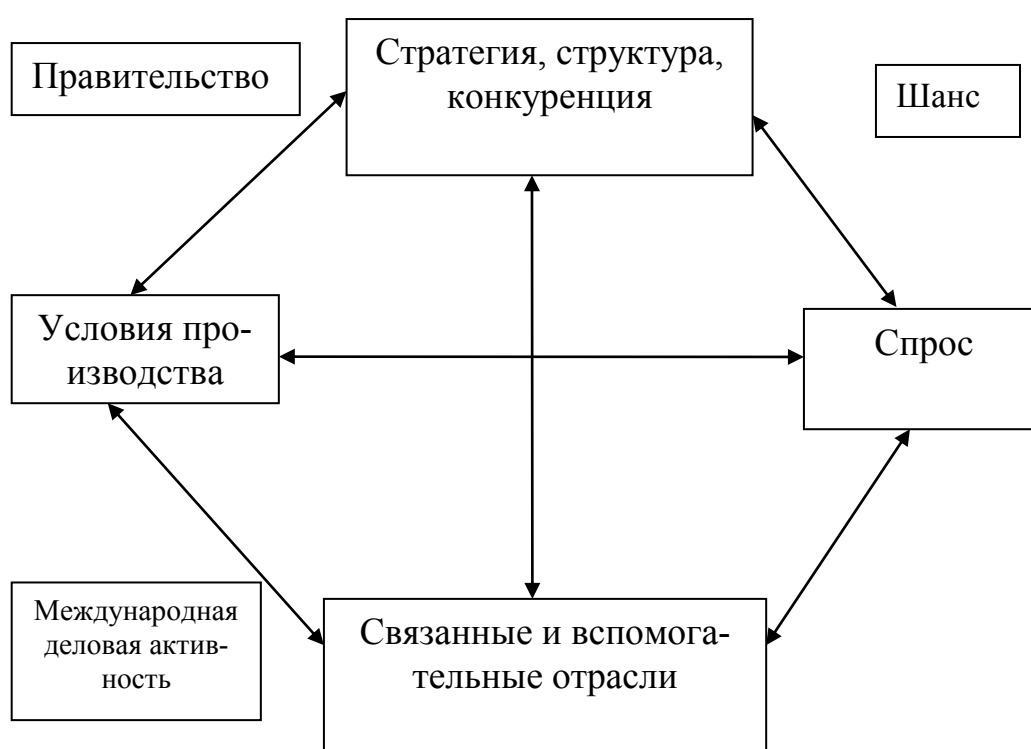 Правительство
Стратегия, структура,
конкуренция
Шанс
Условия про-
изводства
Спрос
Международная
деловая актив-
ность
Связанные и вспомога-
тельные отрасли